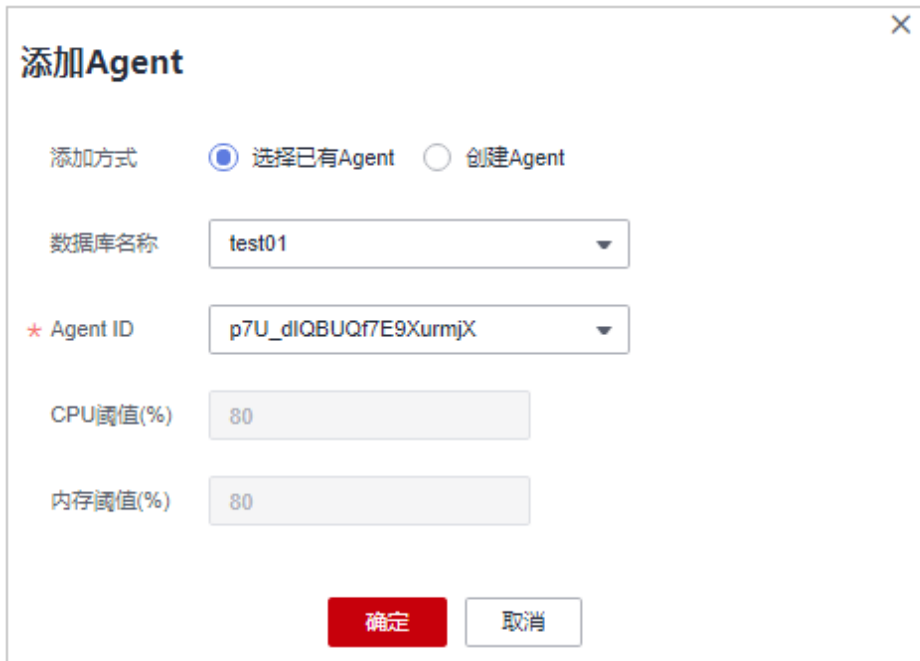 添加Agent
添加方式 选择已有Agent 创建Agent
数据库名称 test01
* Agent ID p7U_dIQBUQf7E9XurmjX
CPU阈值(%) 80
内存阈值(%) 80
确定 取消